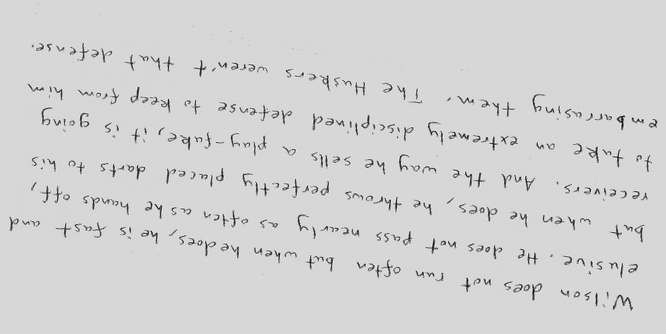 Wilson does not run often but when he does, he is fast and
elusive. He does not pass nearly as often as he hands off,
but when he does, he throws perfectly placed darts to his
receivers. And the way he sells a play-fake, it is going
to take an extremely disciplined defense to keep from him
embarrasing them. The Huskers weren't that defense.